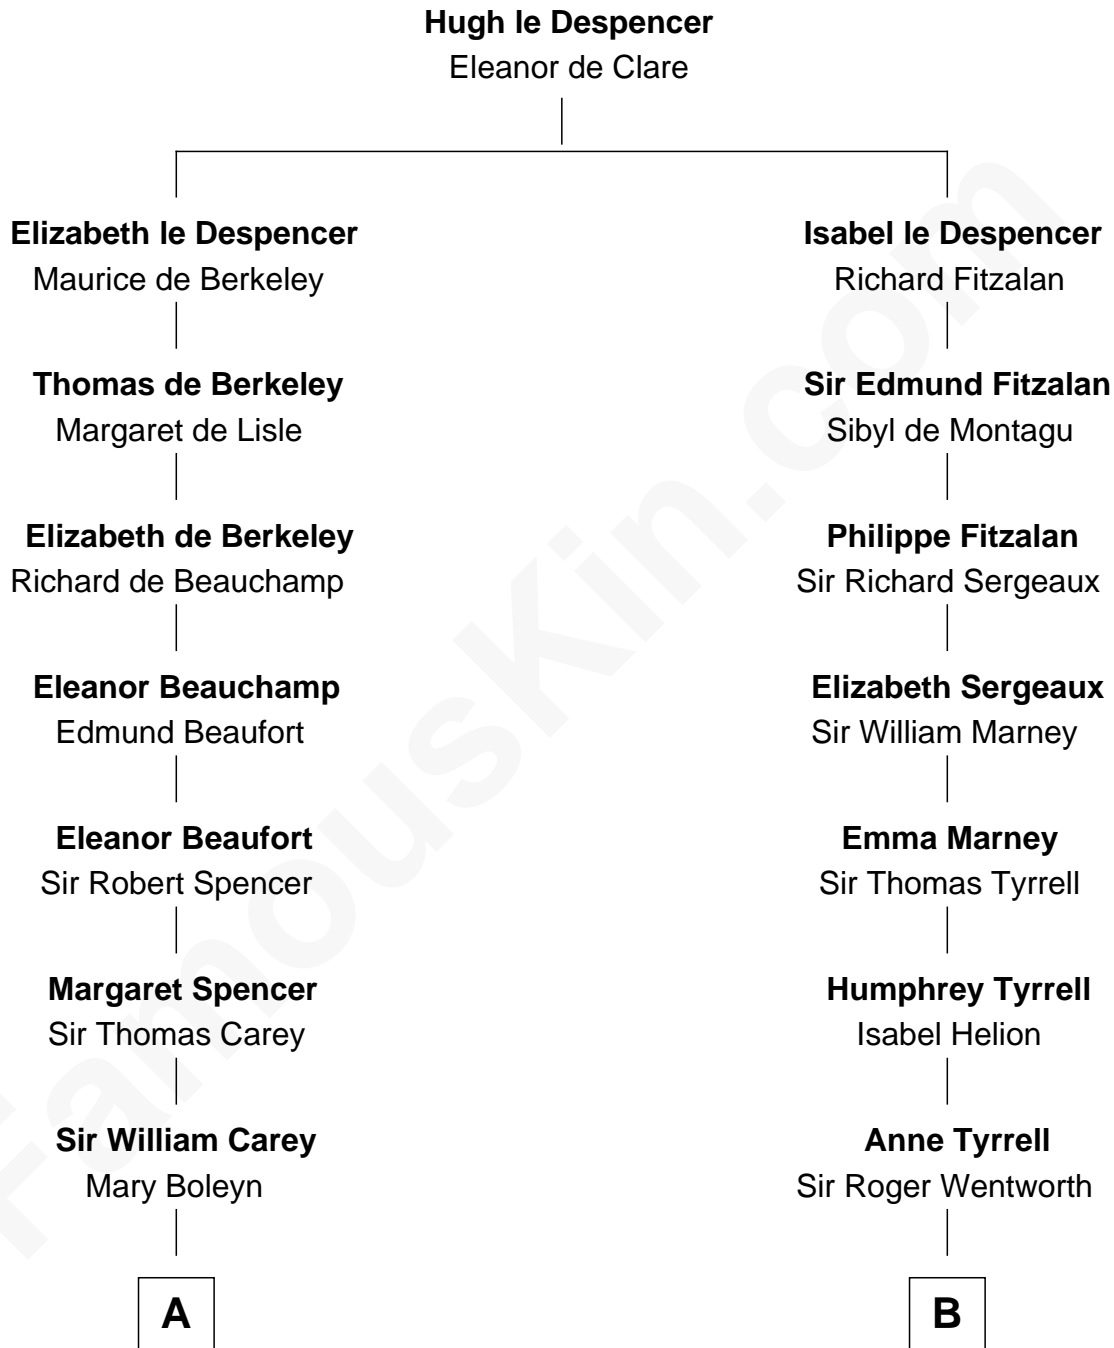 Hugh le Despencer
Eleanor de Clare
Elizabeth le Despencer
Maurice de Berkeley
Thomas de Berkeley
Margaret de Lisle
Elizabeth de Berkeley
Richard de Beauchamp
Eleanor Beauchamp
Edmund Beaufort
Eleanor Beaufort
Sir Robert Spencer
Margaret Spencer
Sir Thomas Carey
Sir William Carey
Mary Boleyn
A
Isabel le Despencer
Richard Fitzalan
Sir Edmund Fitzalan
Sibyl de Montagu
Philippe Fitzalan
Sir Richard Sergeaux
Elizabeth Sergeaux
Sir William Marney
Emma Marney
Sir Thomas Tyrrell
Humphrey Tyrrell
Isabel Helion
Anne Tyrrell
Sir Roger Wentworth
B
FamousKin.com